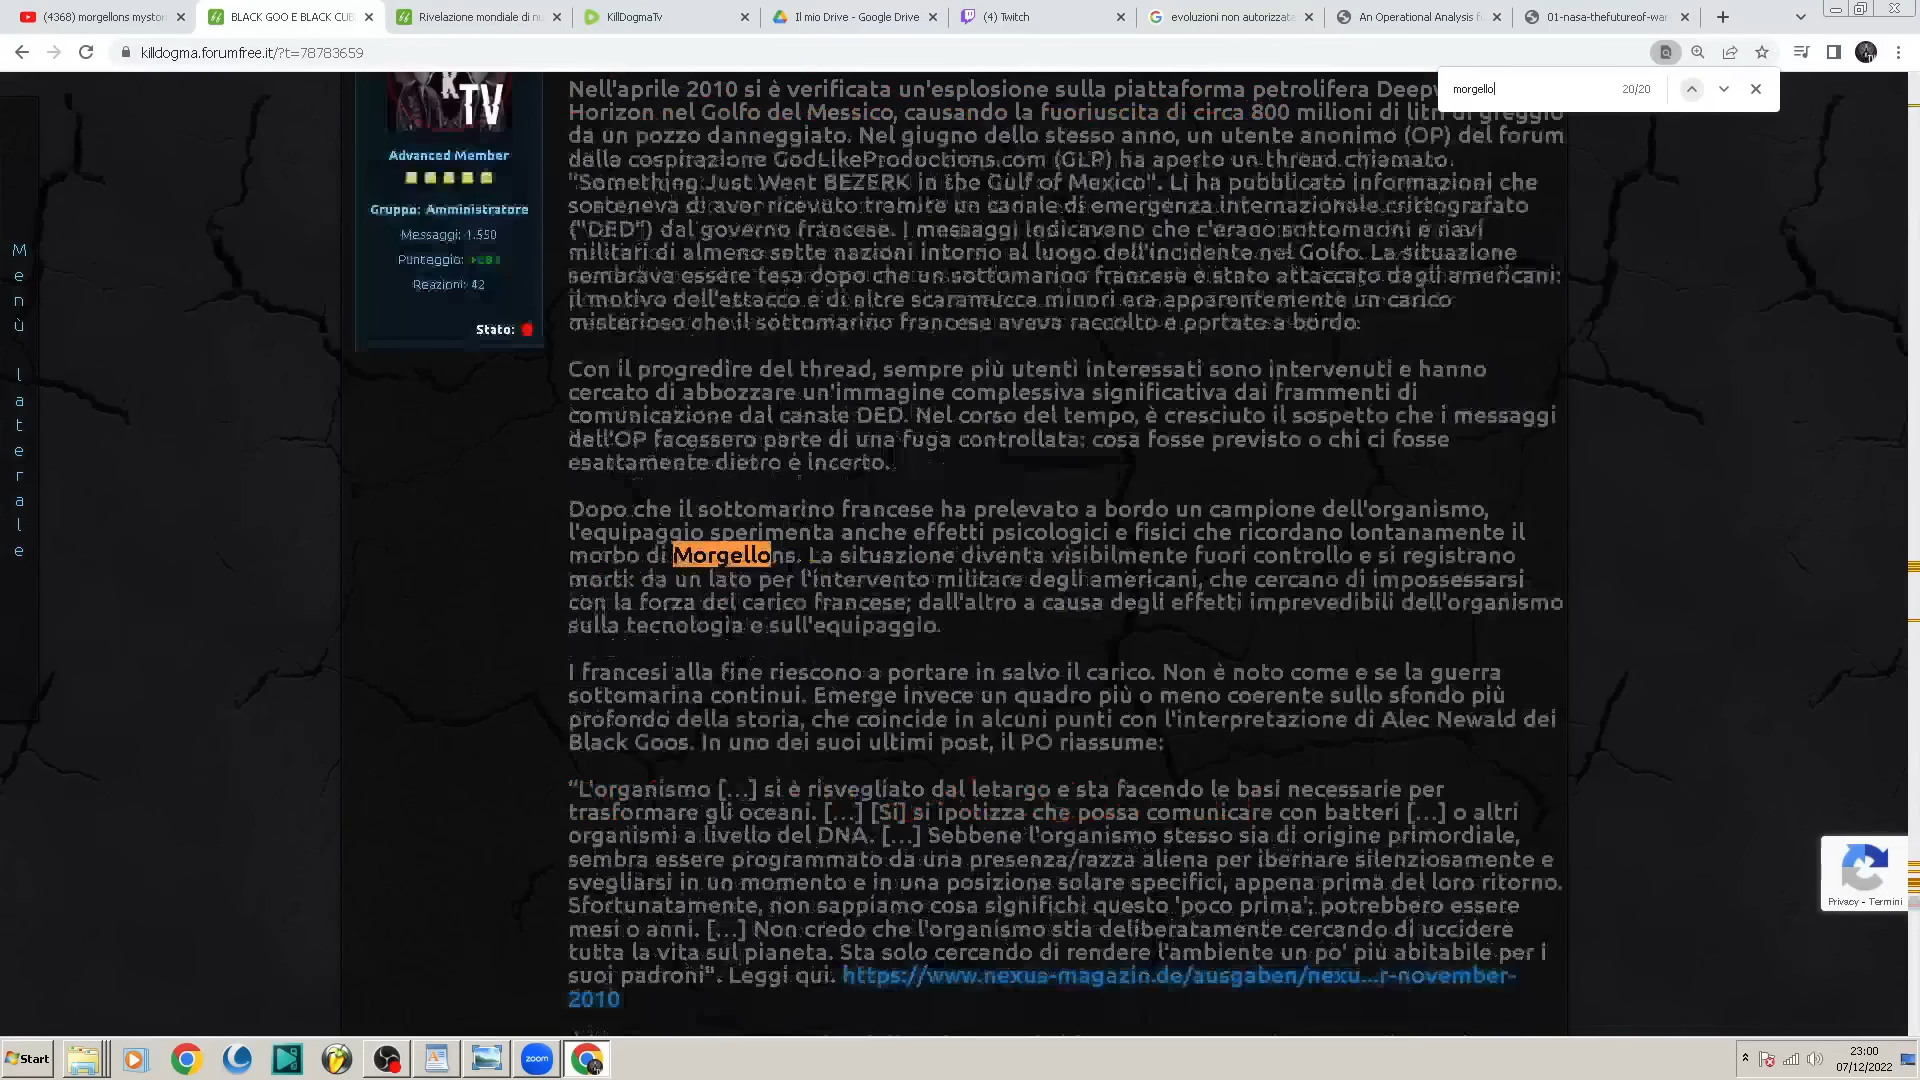 (4368) morgellons mystor
BLACK GOO E BLACK CUB
Rivelazione mondiale di nu
KillDogmaTv
Il mio Drive - Google Drive
(4) Twitch
evoluzioni non autorizzate
An Operational Analysis fo
01-nasa-thefutureof-war
killdogma.forumfree.it/?t=78783659
morgello
20/20
Menù laterale
KTV
Advanced Member
Gruppo: Amministratore
Messaggi: 1.550
Punteggio:
Reazioni: 42
Stato:
Nell'aprile 2010 si è verificata un'esplosione sulla piattaforma petrolifera Deepw
Horizon nel Golfo del Messico, causando la fuoriuscita di circa 800 milioni di litri di greggio
da un pozzo danneggiato. Nel giugno dello stesso anno, un utente anonimo (OP) del forum
della cospirazione GodLikeProductions.com (GLP) ha aperto un thread chiamato.
"Something Just Went BEZERK in the Gulf of Mexico". Lì ha pubblicato informazioni che
sosteneva di aver ricevuto tramite un canale di emergenza internazionale crittografato
("DED") dal governo francese. I messaggi indicavano che c'erano sottomarini e navi
militari di almeno sette nazioni intorno al luogo dell'incidente nel Golfo. La situazione
sembrava essere tesa dopo che un sottomarino francese è stato attaccato dagli americani:
il motivo dell'attacco e di altre scaramucce minori era apparentemente un carico
misterioso che il sottomarino francese aveva raccolto e portato a bordo.
Con il progredire del thread, sempre più utenti interessati sono intervenuti e hanno
cercato di abbozzare un'immagine complessiva significativa dai frammenti di
comunicazione dal canale DED. Nel corso del tempo, è cresciuto il sospetto che i messaggi
dell'OP facessero parte di una fuga controllata: cosa fosse previsto o chi ci fosse
esattamente dietro è incerto.
Dopo che il sottomarino francese ha prelevato a bordo un campione dell'organismo,
l'equipaggio sperimenta anche effetti psicologici e fisici che ricordano lontanamente il
morbo di Morgellons. La situazione diventa visibilmente fuori controllo e si registrano
morti: da un lato per l'intervento militare degli americani, che cercano di impossessarsi
con la forza del carico francese; dall'altro a causa degli effetti imprevedibili dell'organismo
sulla tecnologia e sull'equipaggio.
I francesi alla fine riescono a portare in salvo il carico. Non è noto come e se la guerra
sottomarina continui. Emerge invece un quadro più o meno coerente sullo sfondo più
profondo della storia, che coincide in alcuni punti con l'interpretazione di Alec Newald dei
Black Goos. In uno dei suoi ultimi post, il PO riassume:
“L'organismo [...] si è risvegliato dal letargo e sta facendo le basi necessarie per
trasformare gli oceani. [...] [Si] si ipotizza che possa comunicare con batteri [...] o altri
organismi a livello del DNA. [...] Sebbene l'organismo stesso sia di origine primordiale,
sembra essere programmato da una presenza/razza aliena per ibernare silenziosamente e
svegliarsi in un momento e in una posizione solare specifici, appena prima del loro ritorno.
Sfortunatamente, non sappiamo cosa significhi questo 'poco prima'; potrebbero essere
mesi o anni. [...] Non credo che l'organismo stia deliberatamente cercando di uccidere
tutta la vita sul pianeta. Sta solo cercando di rendere l'ambiente un po' più abitabile per i
suoi padroni". Leggi qui. https://www.nexus-magazin.de/ausgaben/nexu...r-november-
2010
Privacy - Termini
Start
zoom
23:00
07/12/2022